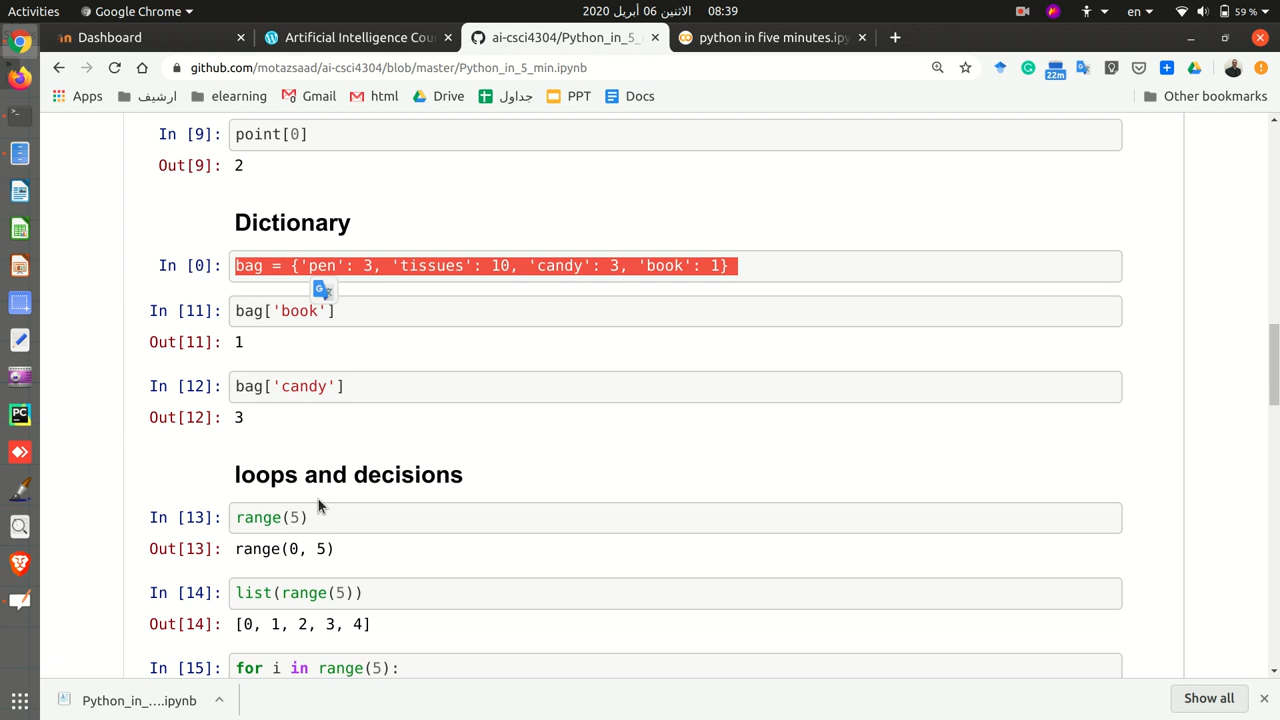 Activities
Google Chrome
الاثنين 06 أبريل 2020
08:39
en
59 %
Dashboard
Artificial Intelligence Cou
ai-csci4304/Python_in_5_
python in five minutes.ipy
github.com/motazsaad/ai-csci4304/blob/master/Python_in_5_min.ipynb
22m
Apps
ارشيف
elearning
Gmail
html
Drive
جداول
PPT
Docs
Other bookmarks
In [9]: point[0]
Out[9]: 2
Dictionary
In [0]: bag = {'pen': 3, 'tissues': 10, 'candy': 3, 'book': 1}
In [11]: bag['book']
Out[11]: 1
In [12]: bag['candy']
Out[12]: 3
loops and decisions
In [13]: range(5)
Out[13]: range(0, 5)
In [14]: list(range(5))
Out[14]: [0, 1, 2, 3, 4]
In [15]: for i in range(5):
Python_in_....ipynb
Show all